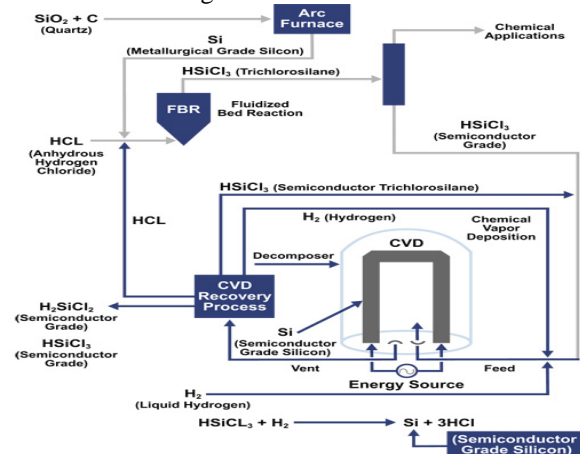 SiO₂ + C
(Quartz)
Arc
Furnace
Chemical
Applications
Si
(Metallurgical Grade Silcon)
HSiCl₃ (Trichlorosilane)
FBR
Fluidized
Bed Reaction
HCL
(Anhydrous
Hydrogen
Chloride)
HSiCl₃
(Semiconductor
Grade)
HSiCl₃ (Semiconductor Trichlorosilane)
HCL
H₂ (Hydrogen)
Chemical
Vapor
Deposition
CVD
Decomposer
CVD
Recovery
Process
H₂SiCl₂
(Semiconductor
Grade)
HSiCl₃
(Semiconductor
Grade)
Si
(Semiconductor
Grade Silicon)
Vent
Feed
Energy Source
H₂
(Liquid Hydrogen)
HSiCL₃ + H₂
Si + 3HCl
(Semiconductor
Grade Silicon)